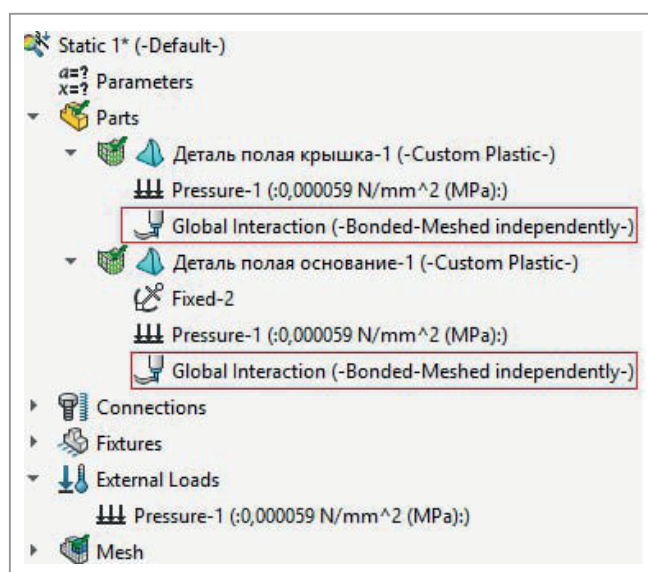 Static 1* (-Default-)
a=?
x=? Parameters
Parts
Деталь полая крышка-1 (-Custom Plastic-)
Pressure-1 (:0,000059 N/mm^2 (MPa):)
Global Interaction (-Bonded-Meshed independently-)
Деталь полая основание-1 (-Custom Plastic-)
Fixed-2
Pressure-1 (:0,000059 N/mm^2 (MPa):)
Global Interaction (-Bonded-Meshed independently-)
Connections
Fixtures
External Loads
Pressure-1 (:0,000059 N/mm^2 (MPa):)
Mesh